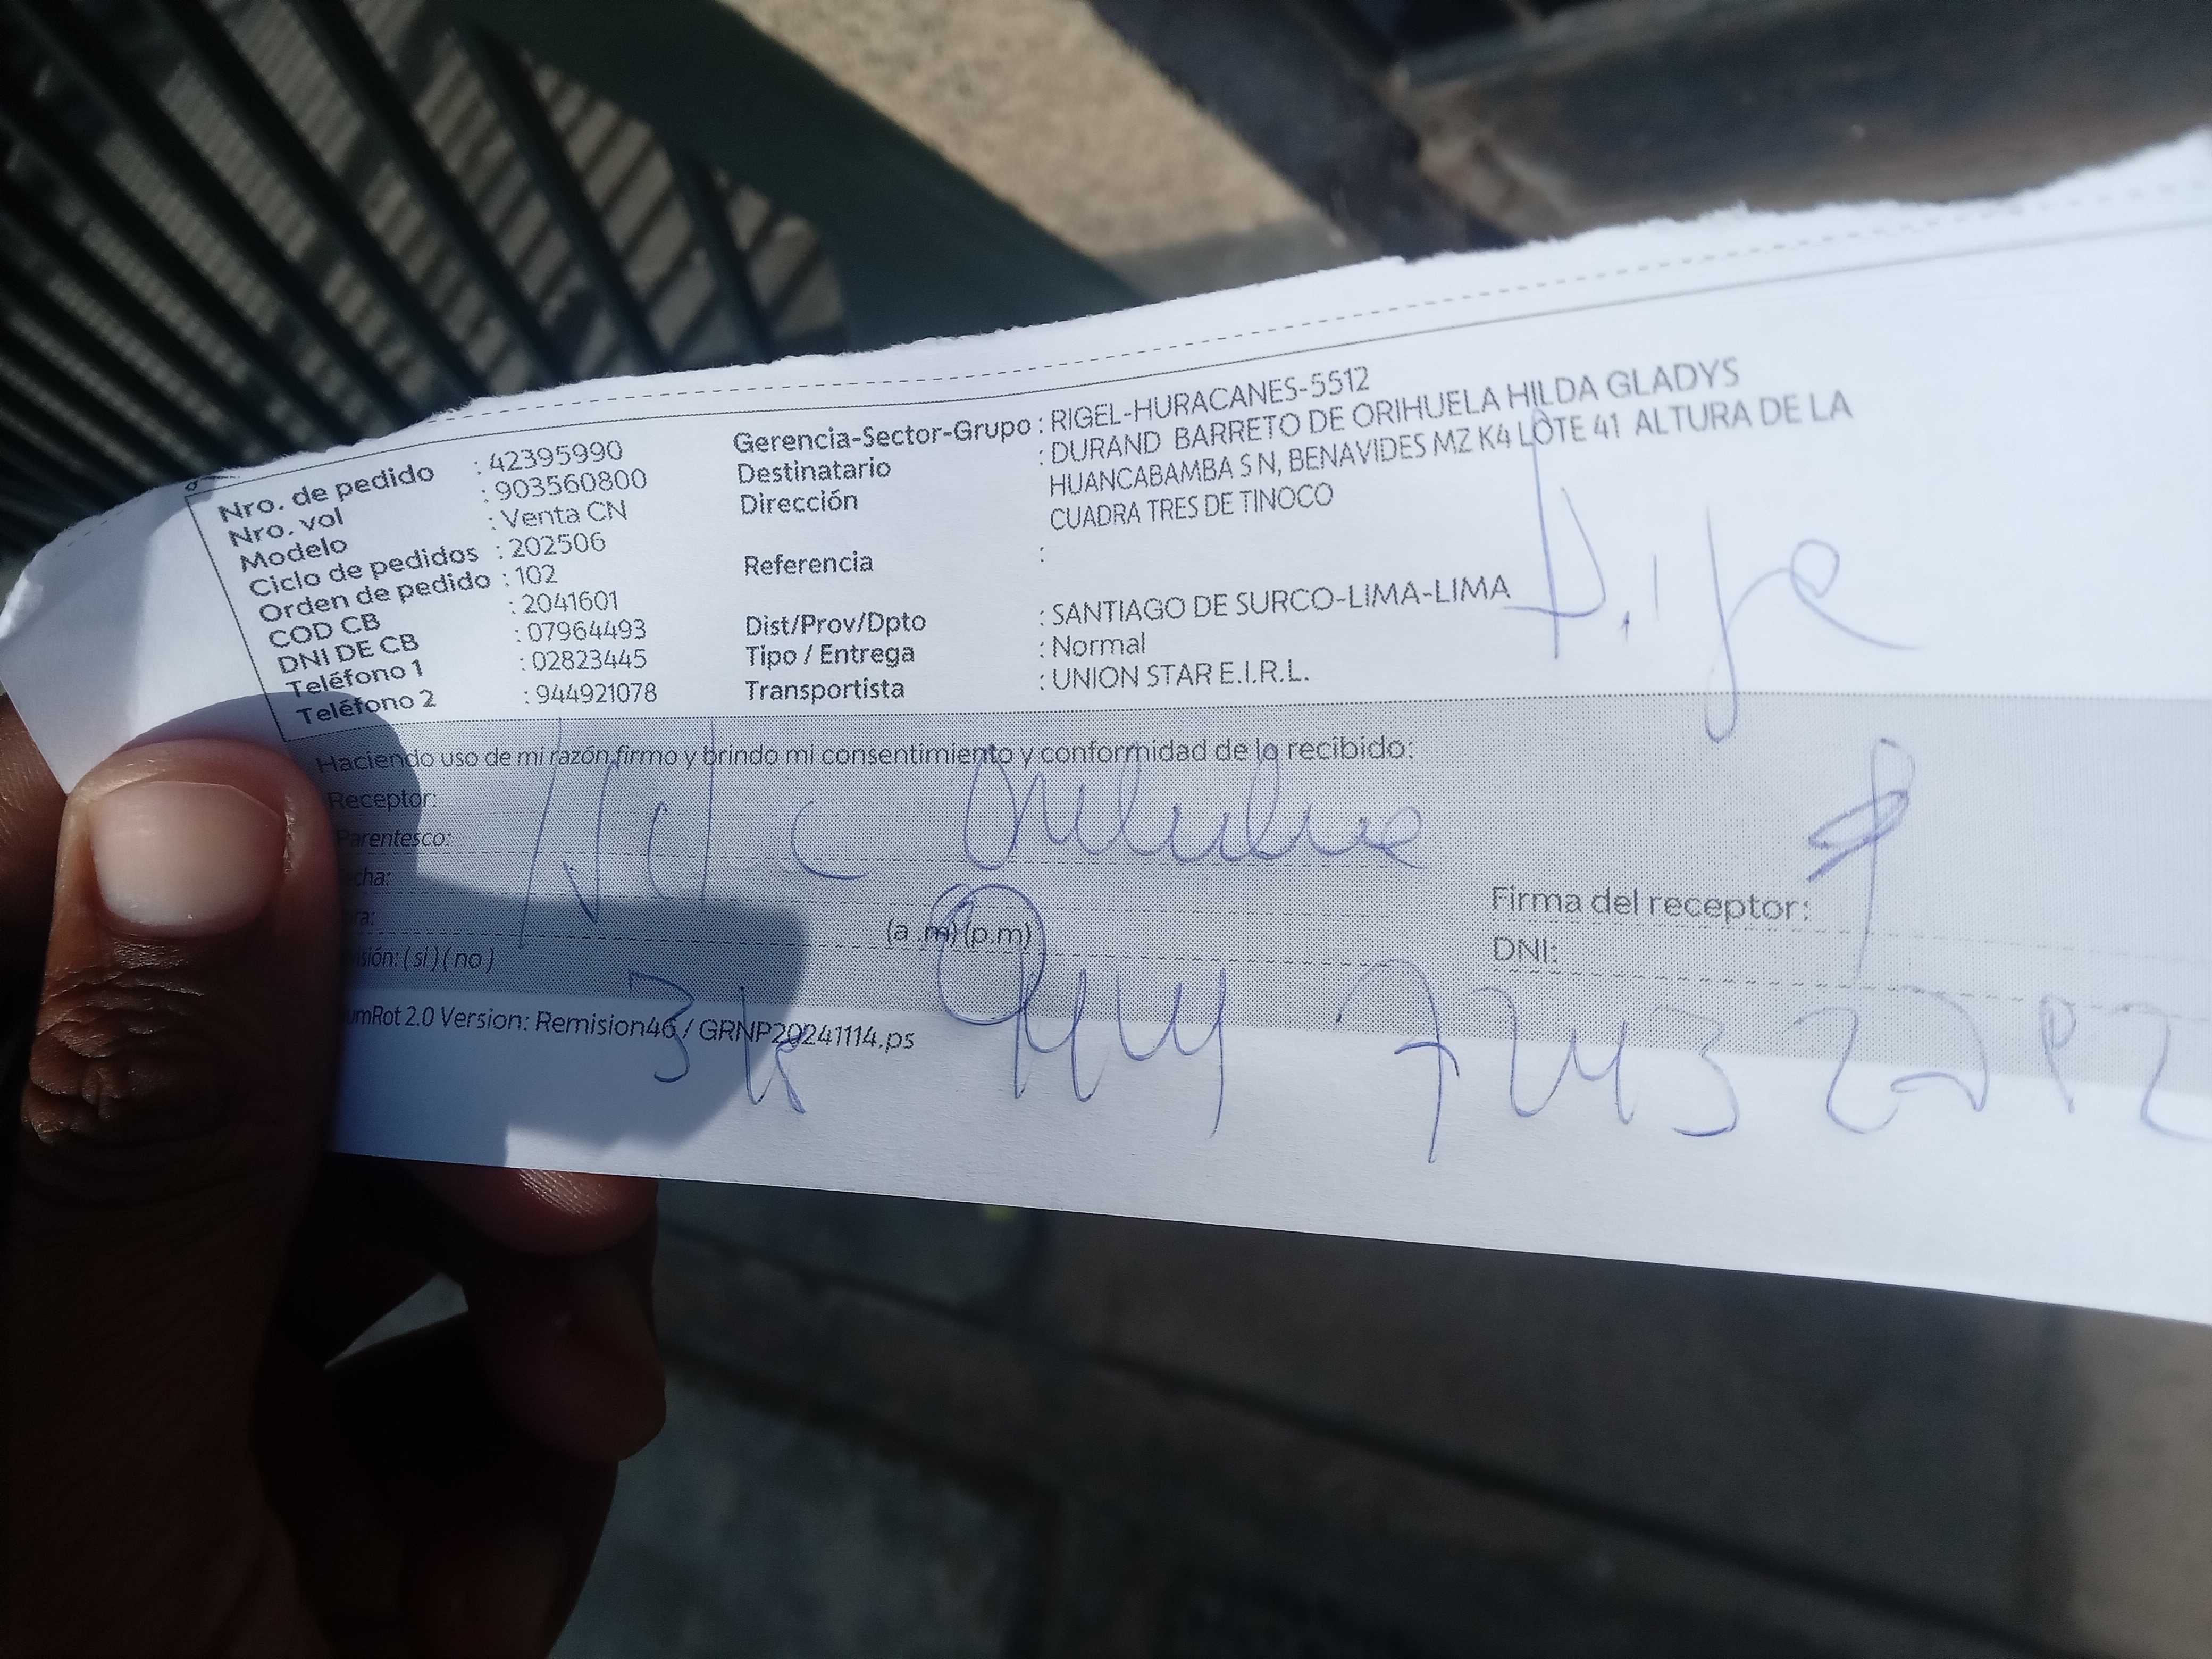 Nro. de pedido : 42395990
Nro. vol : 903560800
Modelo : Venta CN
Ciclo de pedidos : 202506
Orden de pedido : 102
COD CB : 2041601
DNI DE CB : 07964493
Teléfono 1 : 02823445
Teléfono 2 : 944921078
Gerencia-Sector-Grupo : RIGEL-HURACANES-5512
Destinatario : DURAND BARRETO DE ORIHUELA HILDA GLADYS
Dirección : HUANCABAMBA S N, BENAVIDES MZ K4 LOTE 41 ALTURA DE LA
CUADRA TRES DE TINOCO
Referencia :
Dist/Prov/Dpto : SANTIAGO DE SURCO-LIMA-LIMA
Tipo / Entrega : Normal
Transportista : UNION STAR E.I.R.L.
Haciendo uso de mi razón firmo y brindo mi consentimiento y conformidad de lo recibido:
Receptor:
Parentesco:
(a .m) (p.m)
( si ) ( no )
Firma del receptor:
DNI:
2.0 Version: Remision46 / GRNP20241114.ps